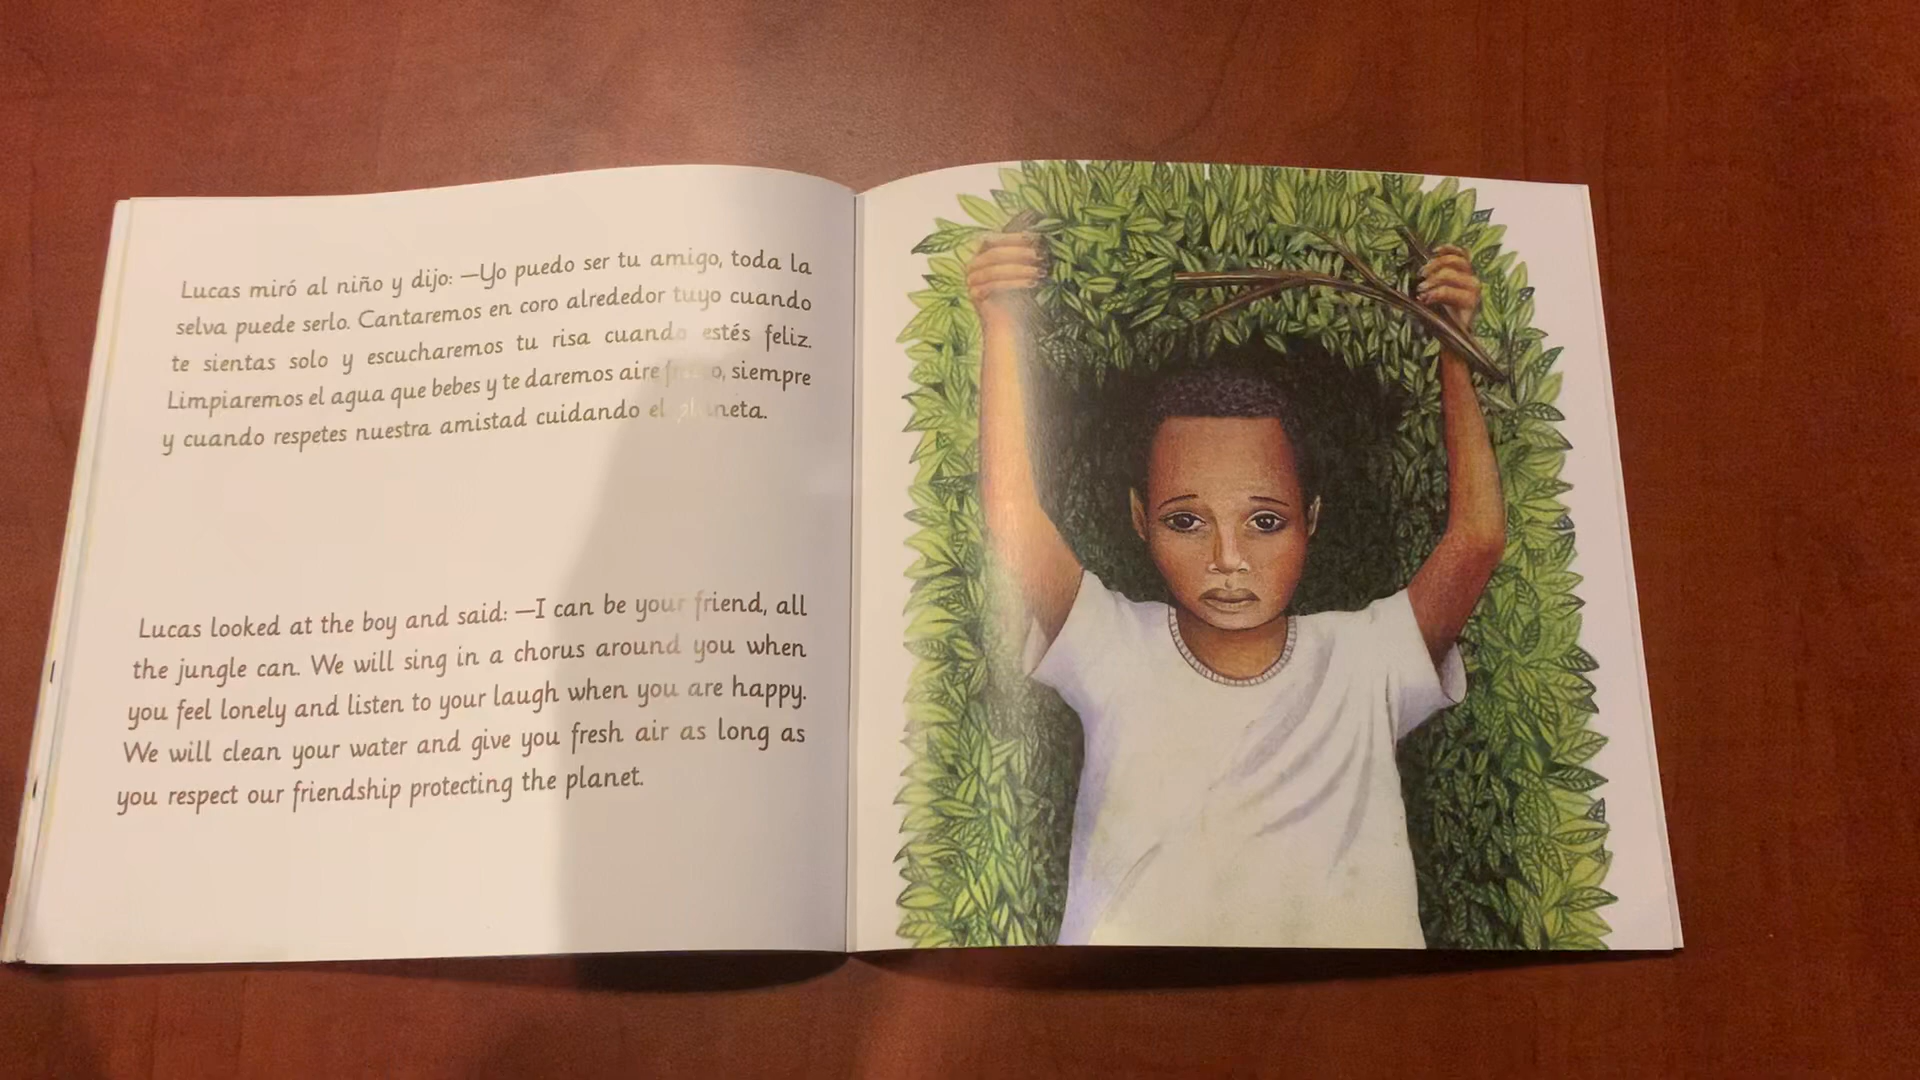 Lucas miró al niño y dijo: —Yo puedo ser tu amigo, toda la
selva puede serlo. Cantaremos en coro alrededor tuyo cuando
te sientas solo y escucharemos tu risa cuando estés feliz.
Limpiaremos el agua que bebes y te daremos aire siempre
y cuando respetes nuestra amistad cuidando el planeta.
Lucas looked at the boy and said: —I can be your friend, all
the jungle can. We will sing in a chorus around you when
you feel lonely and listen to your laugh when you are happy.
We will clean your water and give you fresh air as long as
you respect our friendship protecting the planet.